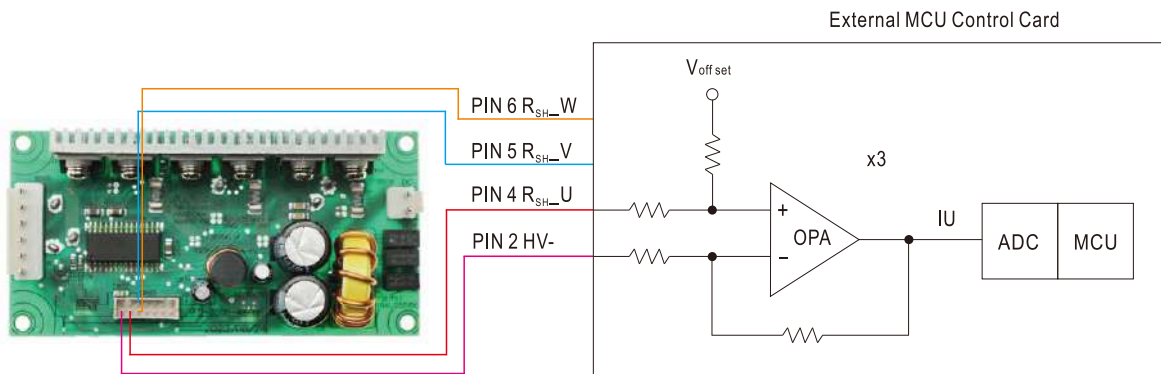 External MCU Control Card
Voffset
PIN 6 RSH_W
PIN 5 RSH_V
x3
PIN 4 RSH_U
+
OPA
IU
ADC
MCU
PIN 2 HV-
−